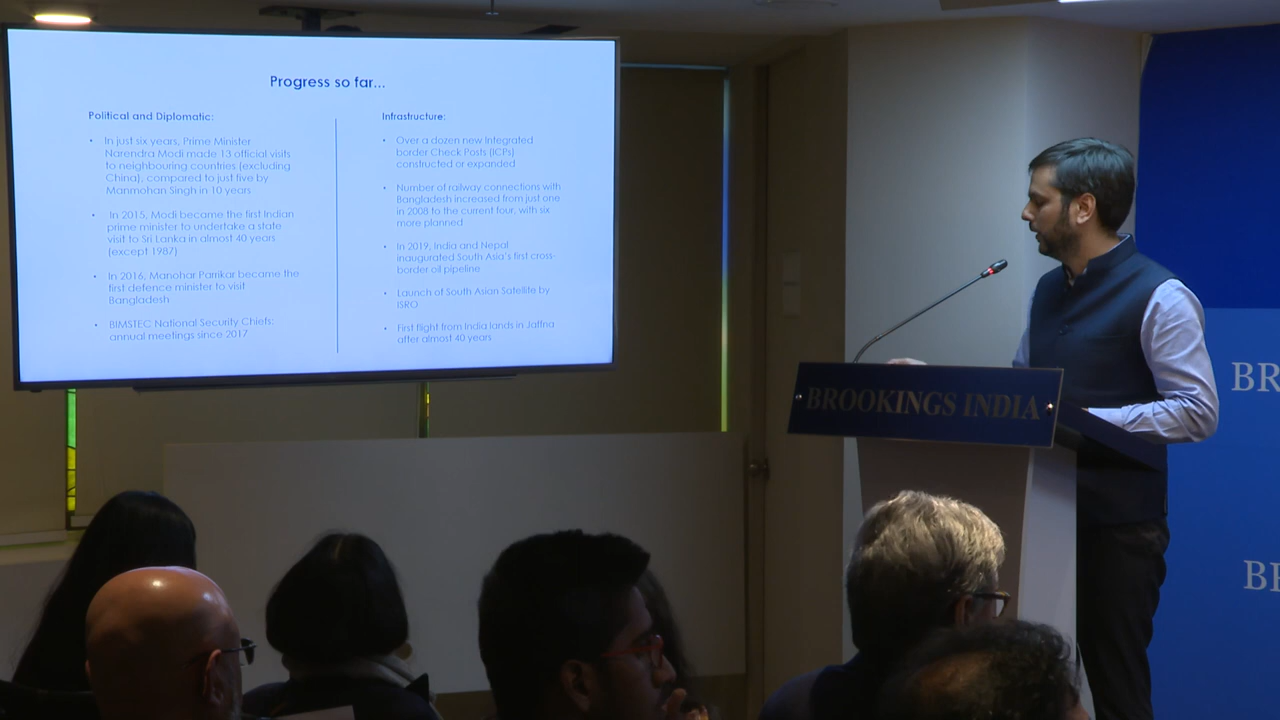 Progress so far...
Political and Diplomatic:
• In just six years, Prime Minister
Narendra Modi made 13 official visits
to neighbouring countries (excluding
China), compared to just five by
Manmohan Singh in 10 years
• In 2015, Modi became the first Indian
prime minister to undertake a state
visit to Sri Lanka in almost 40 years
(except 1987)
• In 2016, Manohar Parrikar became the
first defence minister to visit
Bangladesh
• BIMSTEC National Security Chiefs:
annual meetings since 2017
Infrastructure:
• Over a dozen new Integrated
border Check Posts (ICPs)
constructed or expanded
• Number of railway connections with
Bangladesh increased from just one
in 2008 to the current four, with six
more planned
• In 2019, India and Nepal
inaugurated South Asia's first cross-
border oil pipeline
• Launch of South Asian Satellite by
ISRO
• First flight from India lands in Jaffna
after almost 40 years
BROOKINGS INDIA
BR
BR